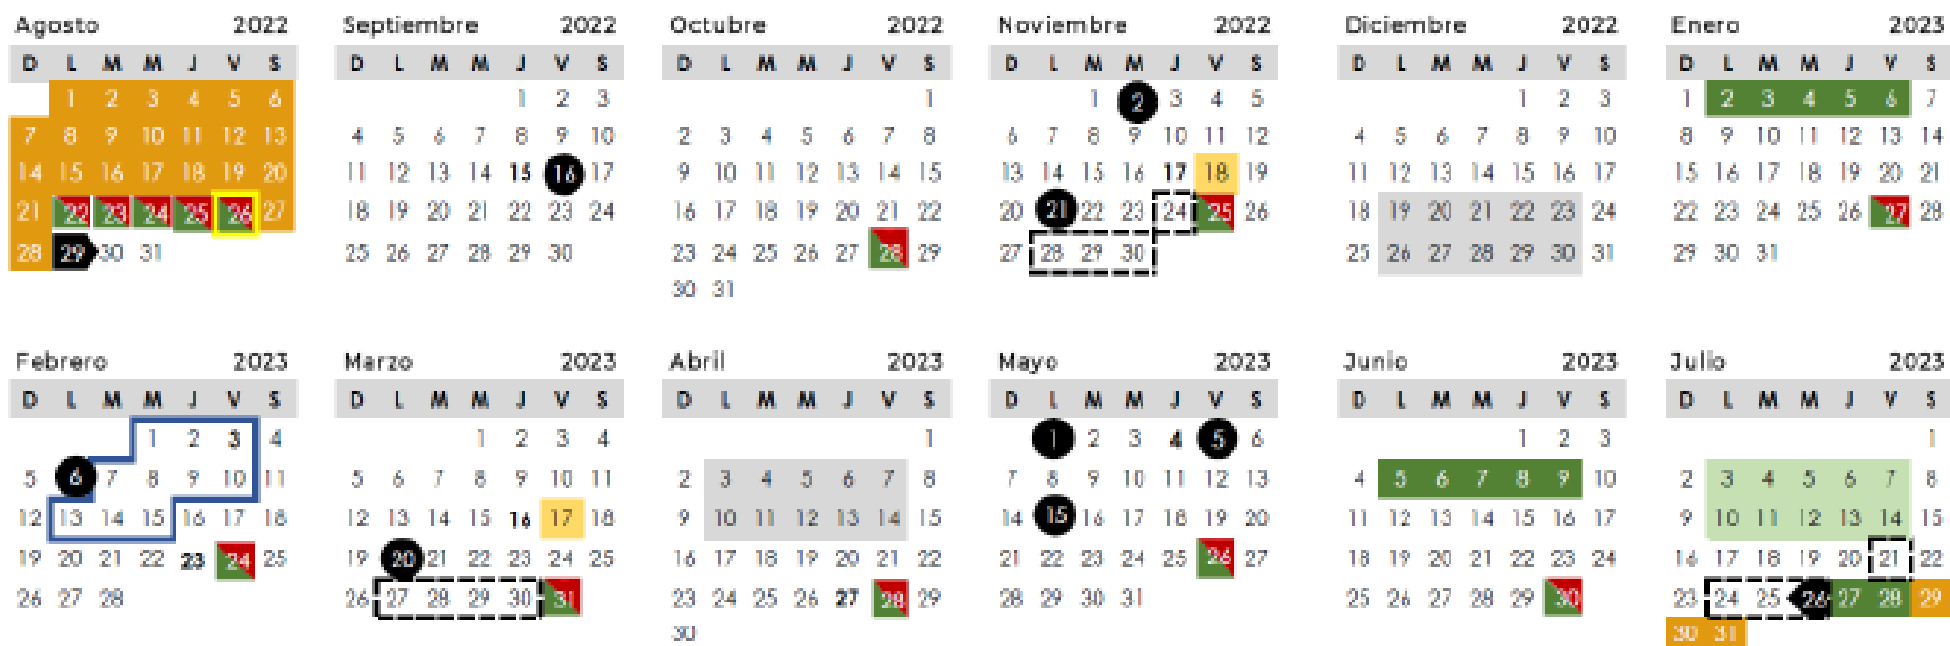 Agosto 2022
D L M M J V S
1 2 3 4 5 6
7 8 9 10 11 12 13
14 15 16 17 18 19 20
21 22 23 24 25 26 27
28 29 30 31
Septiembre 2022
D L M M J V S
1 2 3
4 5 6 7 8 9 10
11 12 13 14 15 16 17
18 19 20 21 22 23 24
25 26 27 28 29 30
Octubre 2022
D L M M J V S
1
2 3 4 5 6 7 8
9 10 11 12 13 14 15
16 17 18 19 20 21 22
23 24 25 26 27 28 29
30 31
Noviembre 2022
D L M M J V S
1 2 3 4 5
6 7 8 9 10 11 12
13 14 15 16 17 18 19
20 21 22 23 24 25 26
27 28 29 30
Diciembre 2022
D L M M J V S
1 2 3
4 5 6 7 8 9 10
11 12 13 14 15 16 17
18 19 20 21 22 23 24
25 26 27 28 29 30 31
Enero 2023
D L M M J V S
1 2 3 4 5 6 7
8 9 10 11 12 13 14
15 16 17 18 19 20 21
22 23 24 25 26 27 28
29 30 31
Febrero 2023
D L M M J V S
1 2 3 4
5 6 7 8 9 10 11
12 13 14 15 16 17 18
19 20 21 22 23 24 25
26 27 28
Marzo 2023
D L M M J V S
1 2 3 4
5 6 7 8 9 10 11
12 13 14 15 16 17 18
19 20 21 22 23 24 25
26 27 28 29 30 31
Abril 2023
D L M M J V S
1
2 3 4 5 6 7 8
9 10 11 12 13 14 15
16 17 18 19 20 21 22
23 24 25 26 27 28 29
30
Mayo 2023
D L M M J V S
1 2 3 4 5 6
7 8 9 10 11 12 13
14 15 16 17 18 19 20
21 22 23 24 25 26 27
28 29 30 31
Junio 2023
D L M M J V S
1 2 3
4 5 6 7 8 9 10
11 12 13 14 15 16 17
18 19 20 21 22 23 24
25 26 27 28 29 30
Julio 2023
D L M M J V S
1
2 3 4 5 6 7 8
9 10 11 12 13 14 15
16 17 18 19 20 21 22
23 24 25 26 27 28 29
30 31